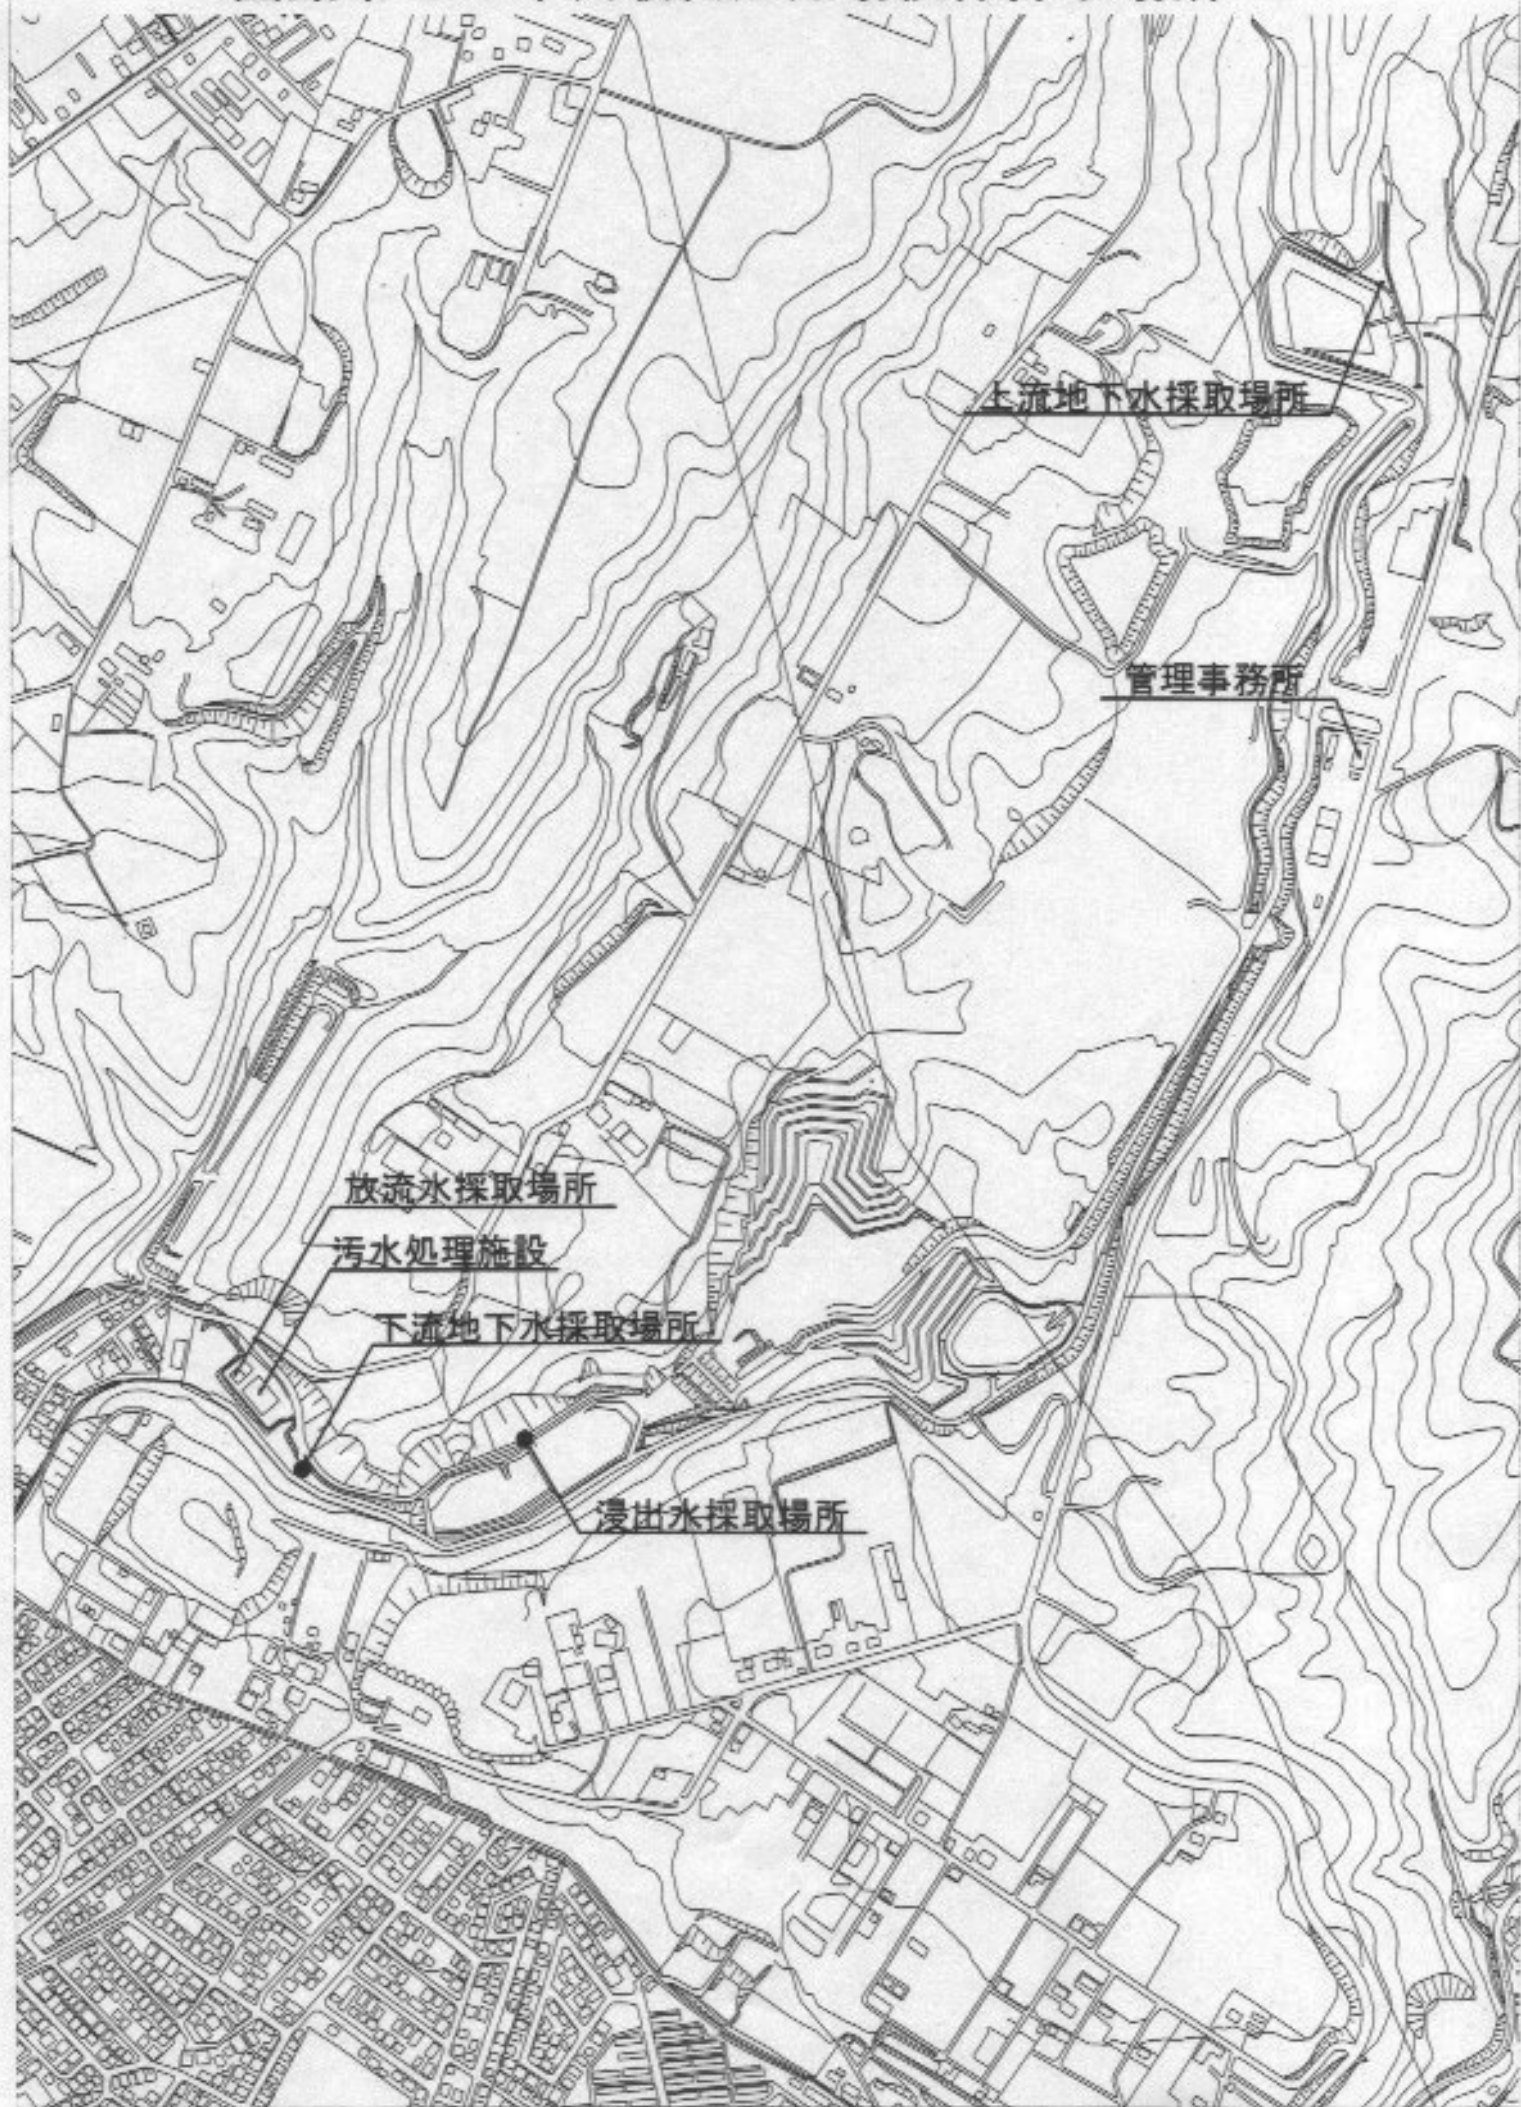 上流地下水採取場所
管理事務所
放流水採取場所
汚水処理施設
下流地下水採取場所
浸出水採取場所